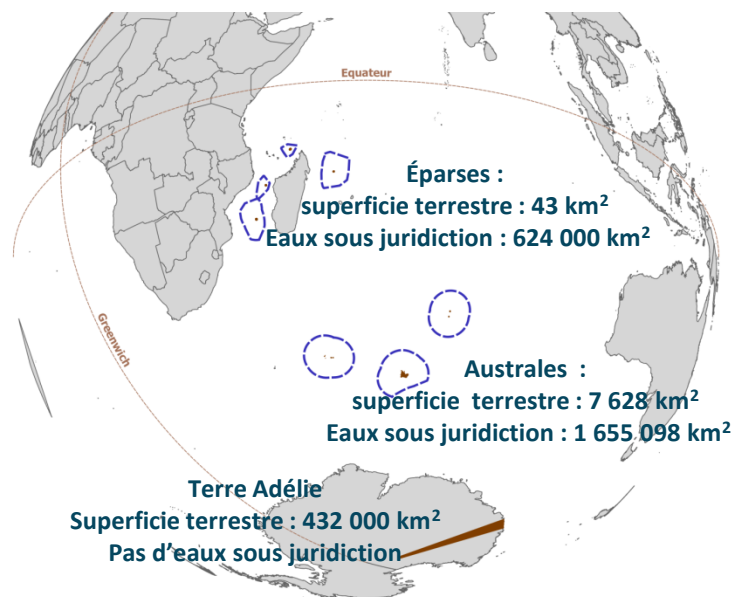 Equateur
Éparses :
superficie terrestre : 43 km²
Eaux sous juridiction : 624 000 km²
Greenwich
Australes :
superficie terrestre : 7 628 km²
Eaux sous juridiction : 1 655 098 km²
Terre Adélie
Superficie terrestre : 432 000 km²
Pas d'eaux sous juridiction